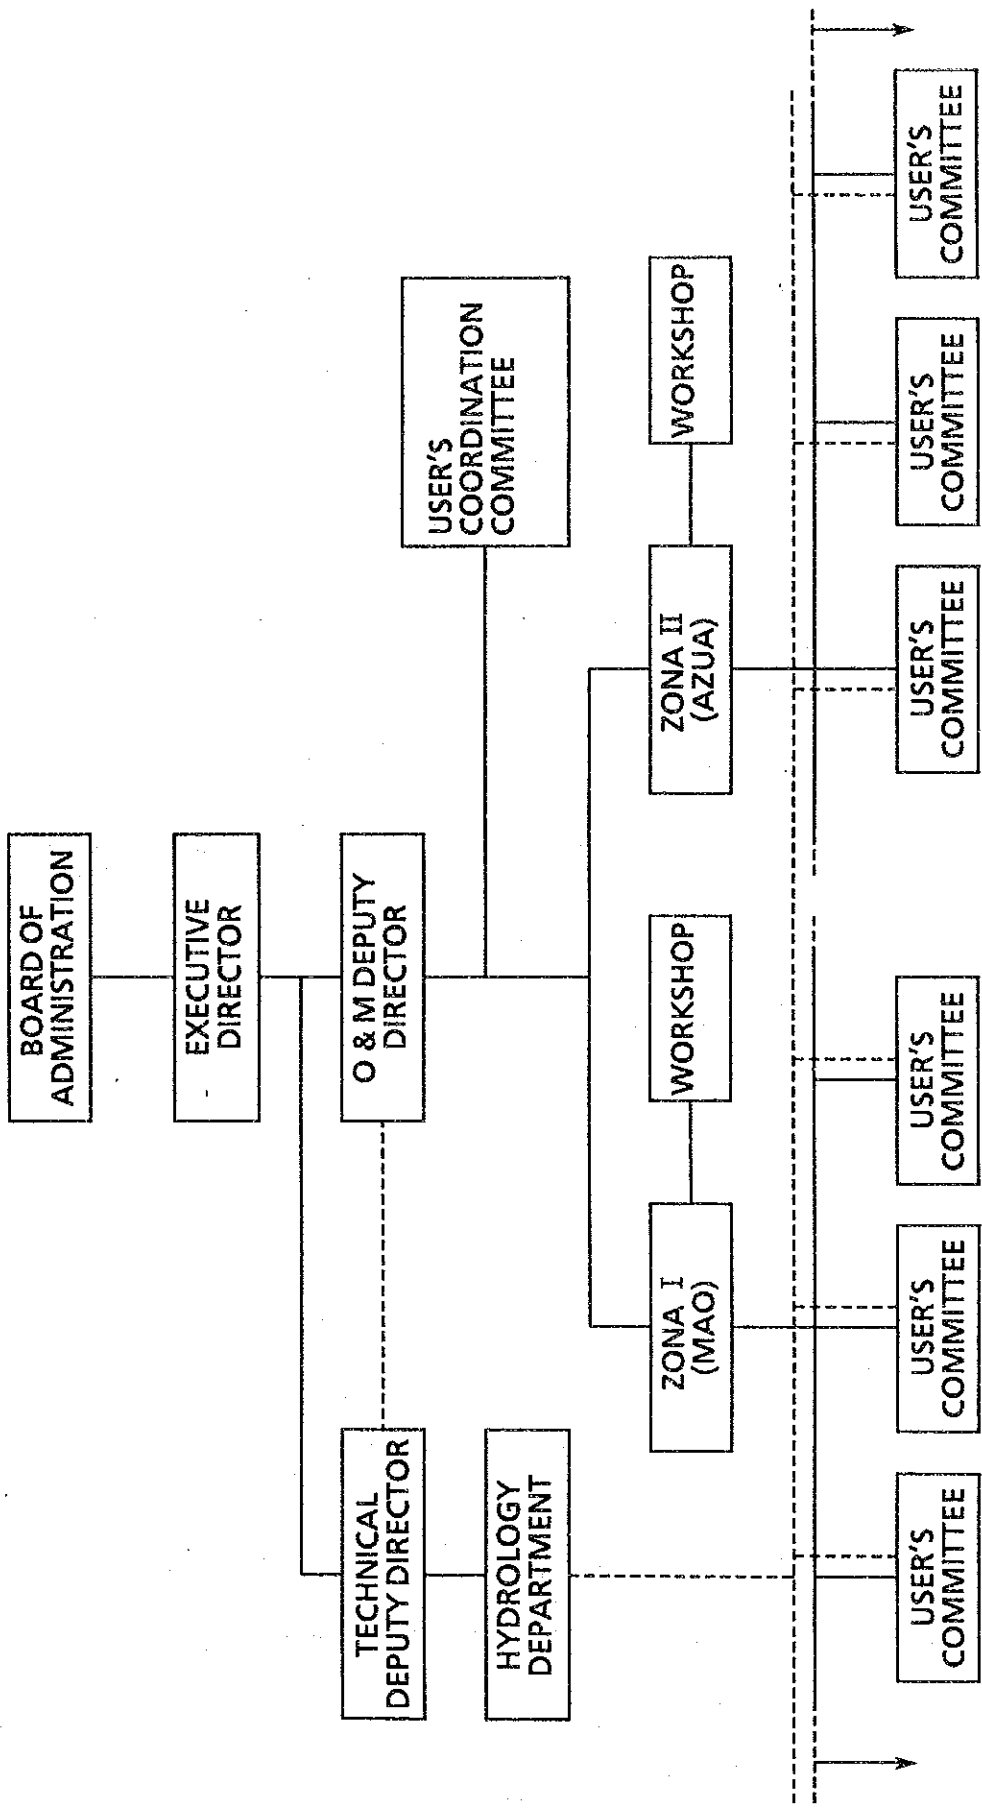 BOARD OF
ADMINISTRATION
EXECUTIVE
DIRECTOR
TECHNICAL
DEPUTY DIRECTOR
O & M DEPUTY
DIRECTOR
HYDROLOGY
DEPARTMENT
USER'S
COORDINATION
COMMITTEE
ZONA I
(MAO)
WORKSHOP
ZONA II
(AZUA)
WORKSHOP
USER'S
COMMITTEE
USER'S
COMMITTEE
USER'S
COMMITTEE
USER'S
COMMITTEE
USER'S
COMMITTEE
USER'S
COMMITTEE